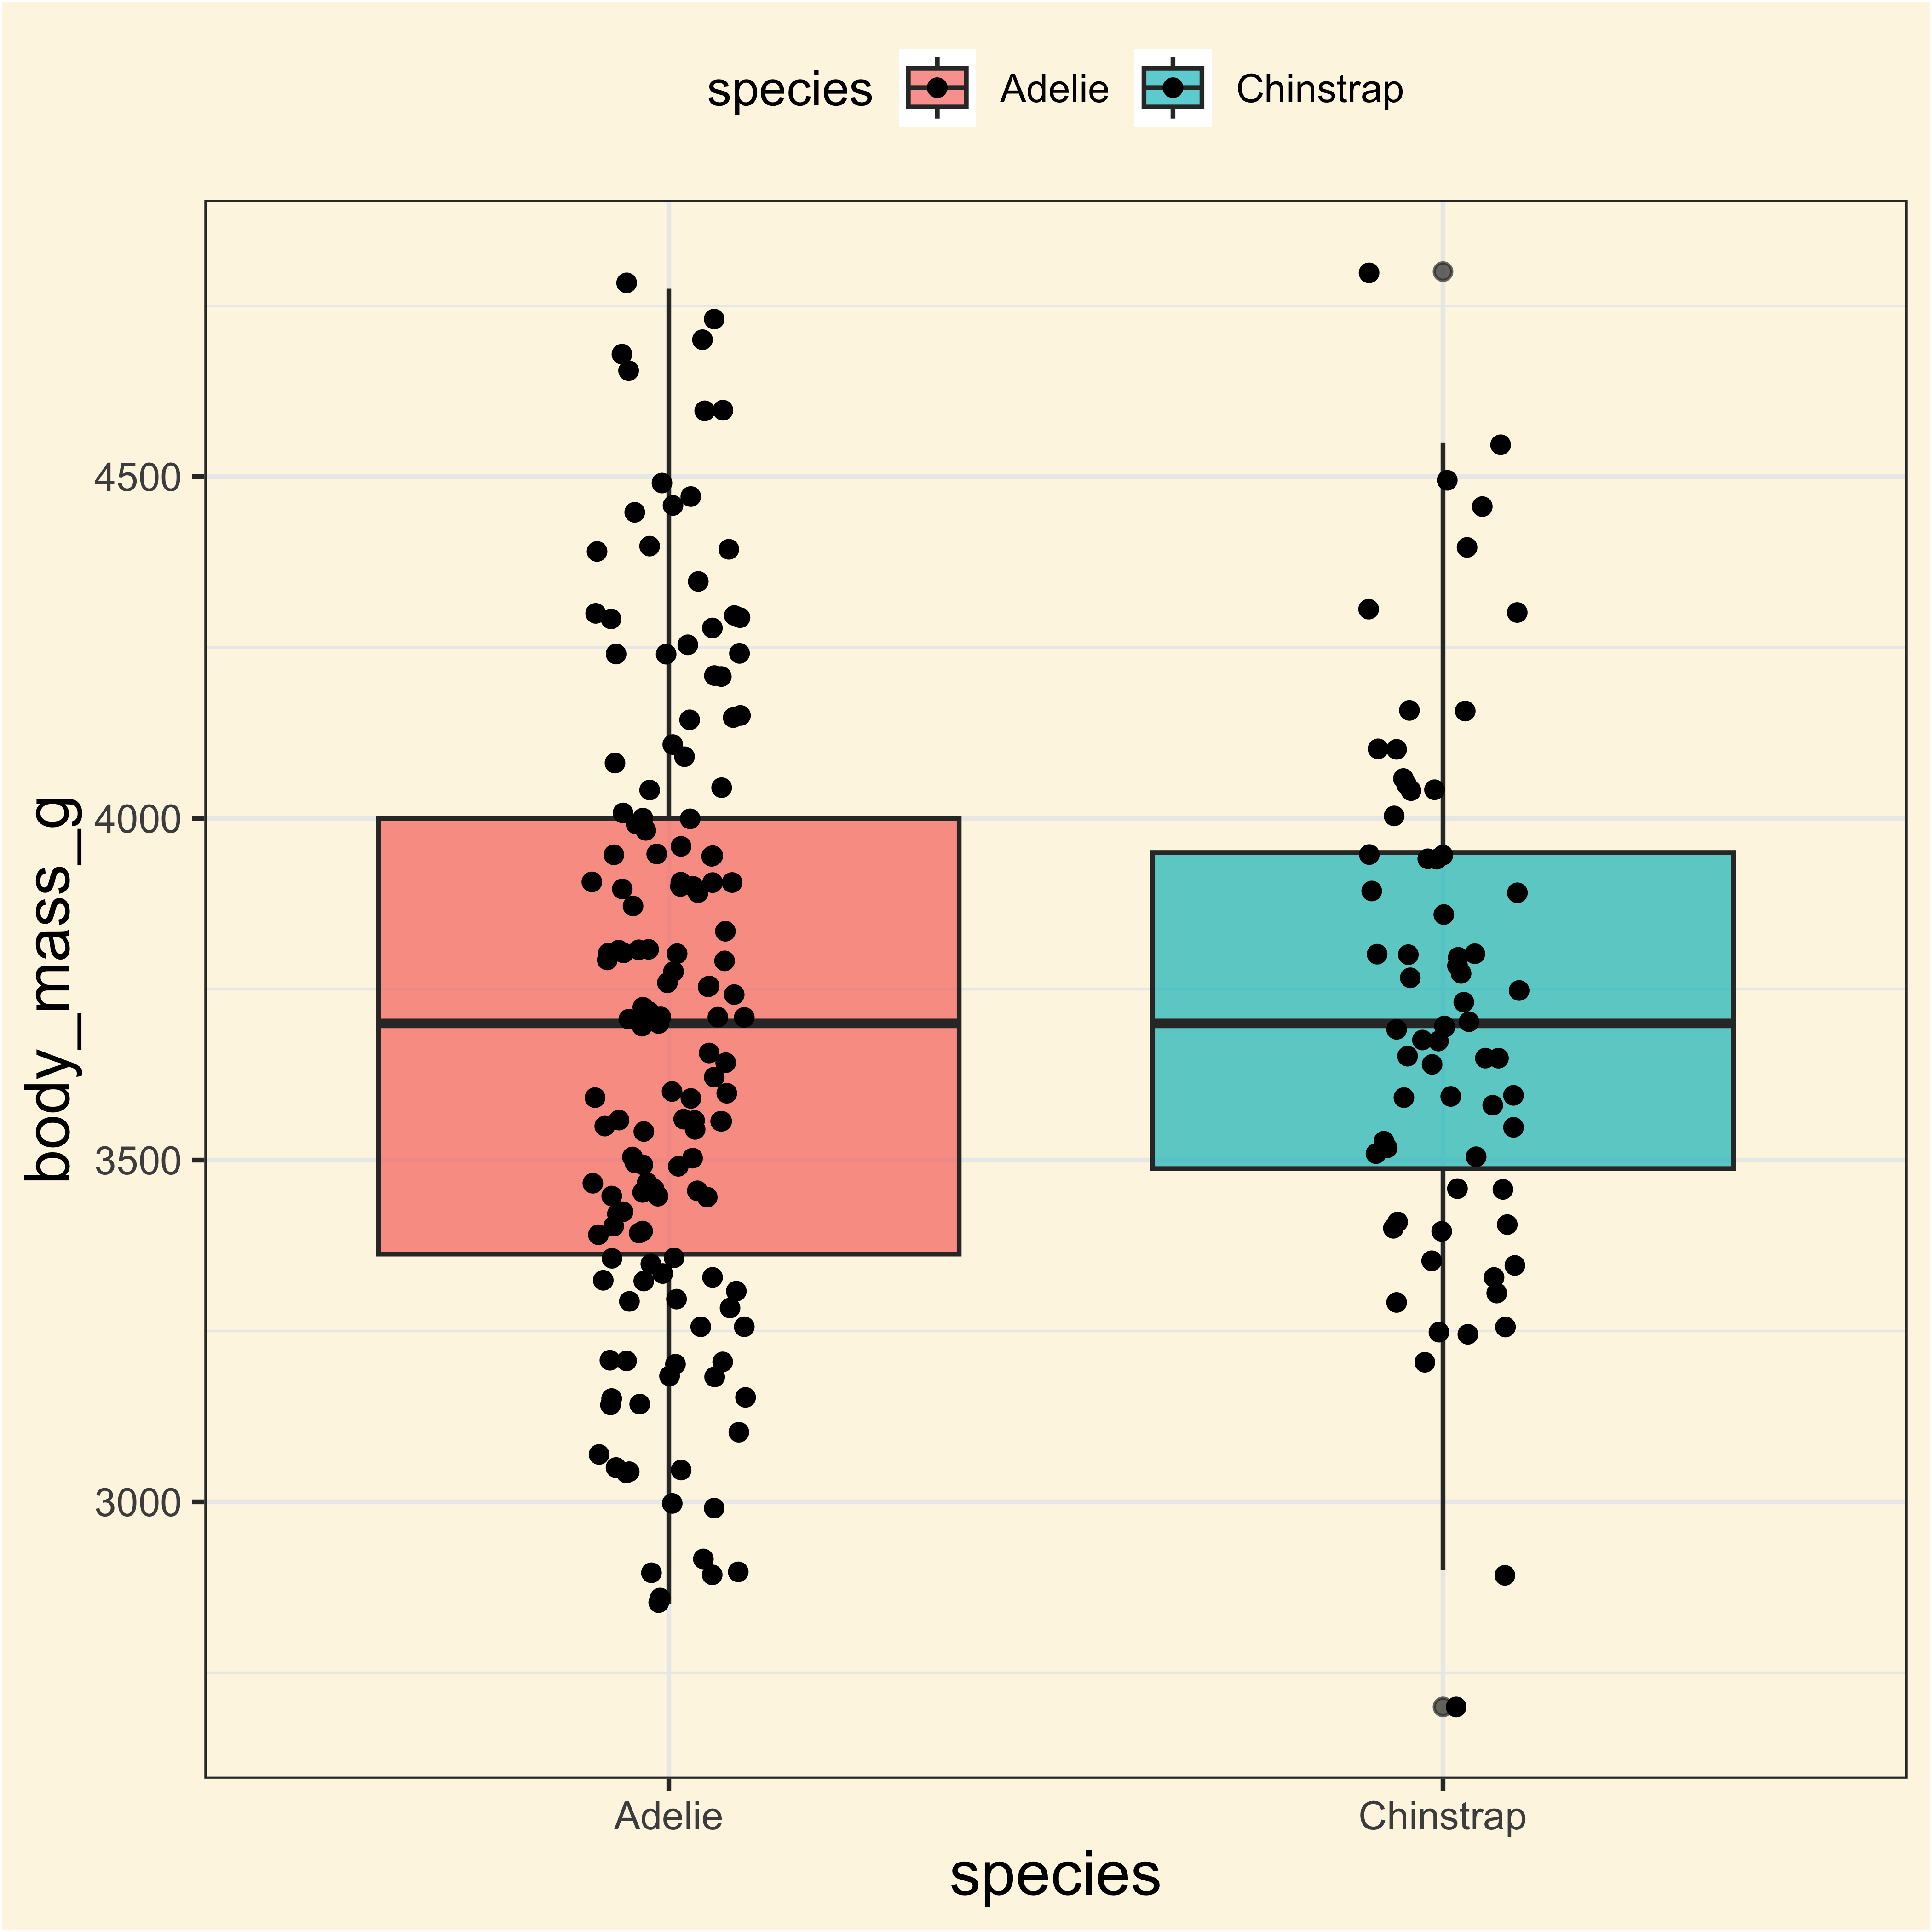 species Adelie Chinstrap
body_mass_g
4500
4000
3500
3000
Adelie Chinstrap
species